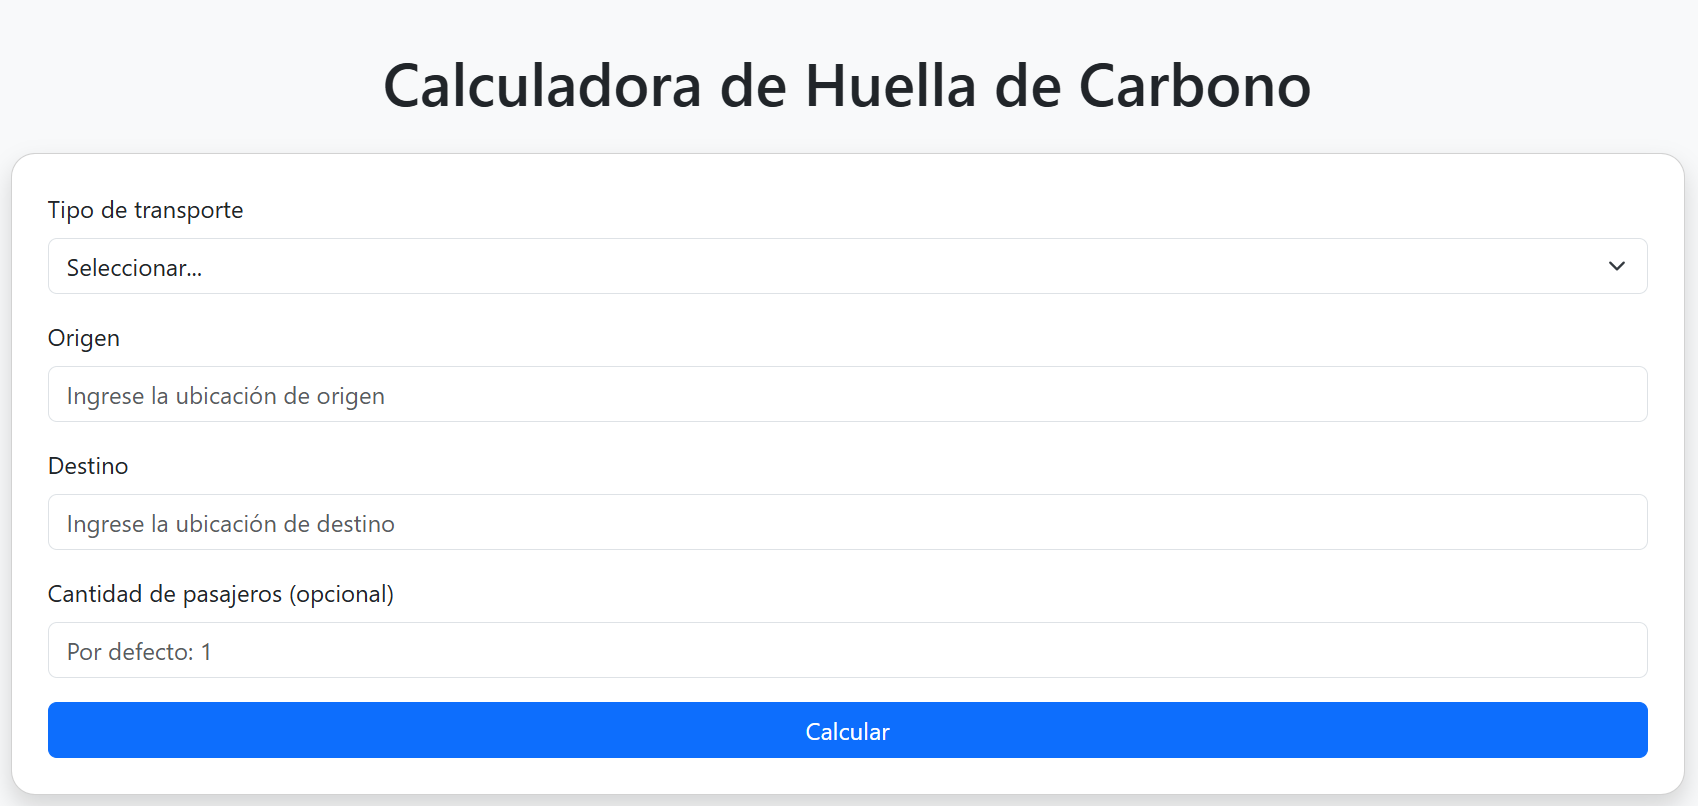 Calculadora de Huella de Carbono
Tipo de transporte
Seleccionar...
Origen
Ingrese la ubicación de origen
Destino
Ingrese la ubicación de destino
Cantidad de pasajeros (opcional)
Por defecto: 1
Calcular